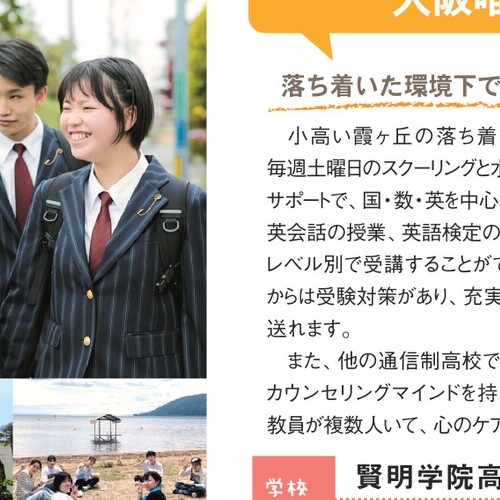 大阪暁
落ち着いた環境下で
小高い霞ヶ丘の落ち着
毎週土曜日のスクーリングと水
サポートで、国・数・英を中心
英会話の授業、英語検定の
レベル別で受講することがで
からは受験対策があり、充実
送れます。
また、他の通信制高校で
カウンセリングマインドを持
教員が複数人いて、心のケア
学校
賢明学院高